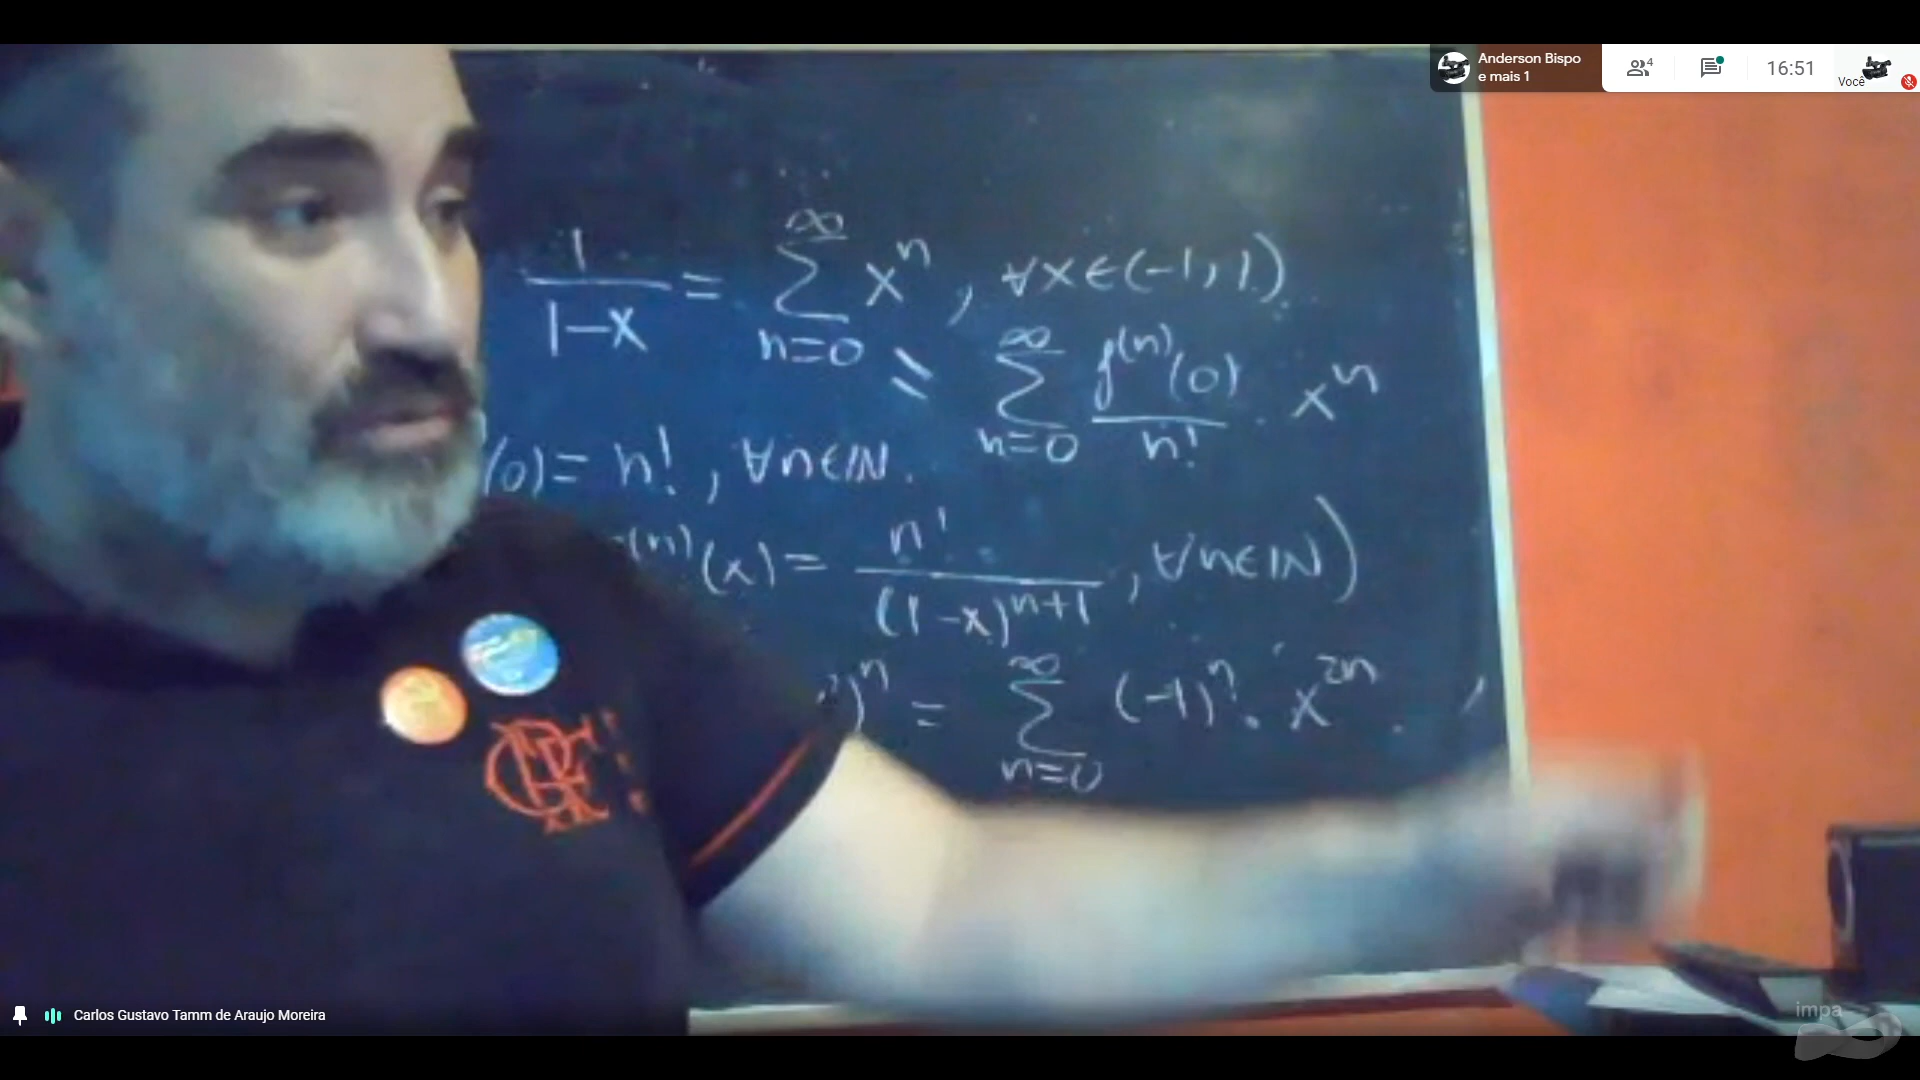 Anderson Bispo
e mais 1
4
16:51
Você
1/(1-x) = ∑_{n=0}^{∞} x^n, ∀x∈(-1,1)
= ∑_{n=0}^{∞} f^{(n)}(0)/n! · x^n
(0) = n!, ∀n∈ℕ.
^{(n)}(x) = n!/(1-x)^{n+1}, ∀n∈ℕ)
)^n = ∑_{n=0}^{∞} (-1)^n · x^{2n}.
CRF
Carlos Gustavo Tamm de Araujo Moreira
impa